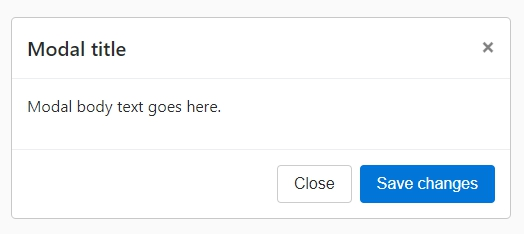 Modal title ×
Modal body text goes here.
Close Save changes